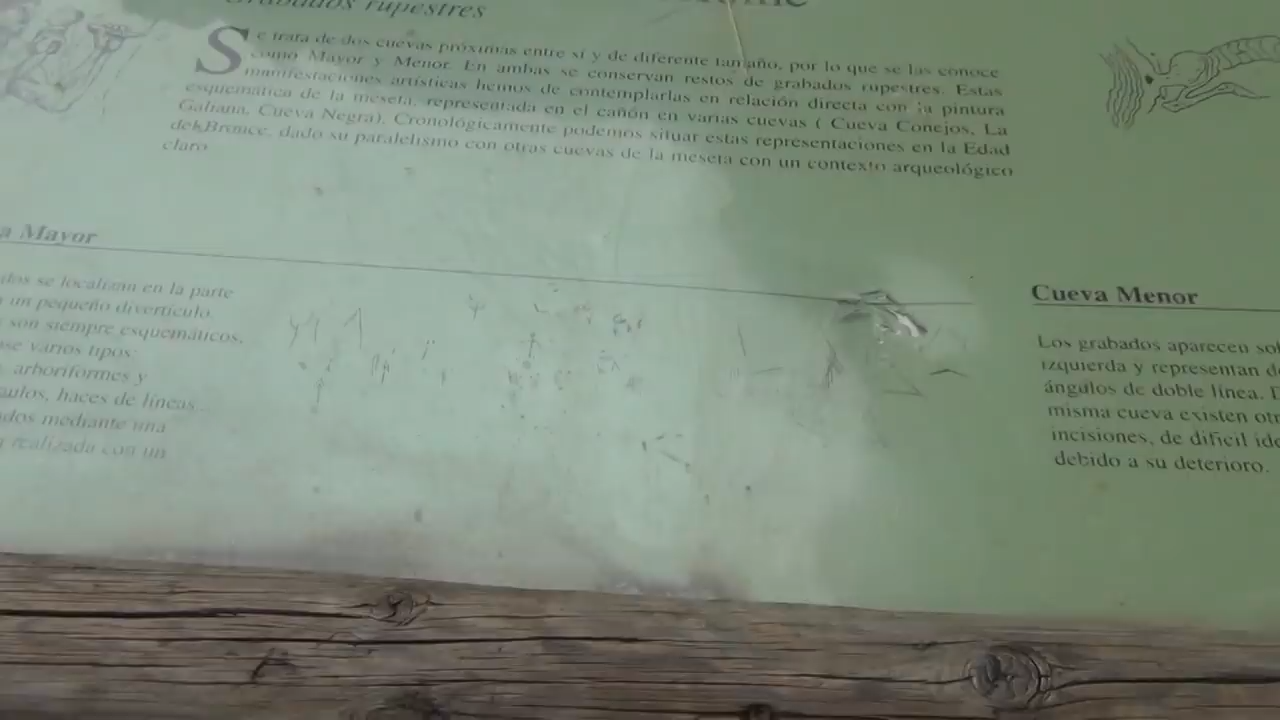 Grabados rupestres
Se trata de dos cuevas próximas entre sí y de diferente tamaño, por lo que se las conoce
como Mayor y Menor. En ambas se conservan restos de grabados rupestres. Estas
manifestaciones artísticas hemos de contemplarlas en relación directa con la pintura
esquemática de la meseta, representada en el cañón en varias cuevas ( Cueva Conejos, La
Galiana, Cueva Negra). Cronológicamente podemos situar estas representaciones en la Edad
del Bronce, dado su paralelismo con otras cuevas de la meseta con un contexto arqueológico
claro.
a Mayor
se localizan en la parte
un pequeño divertículo.
son siempre esquemáticos,
varios tipos:
arboriformes y
haces de líneas
mediante una
realizada con un
Cueva Menor
Los grabados aparecen
izquierda y representan
ángulos de doble línea.
misma cueva existen
incisiones, de dificil
debido a su deterioro.